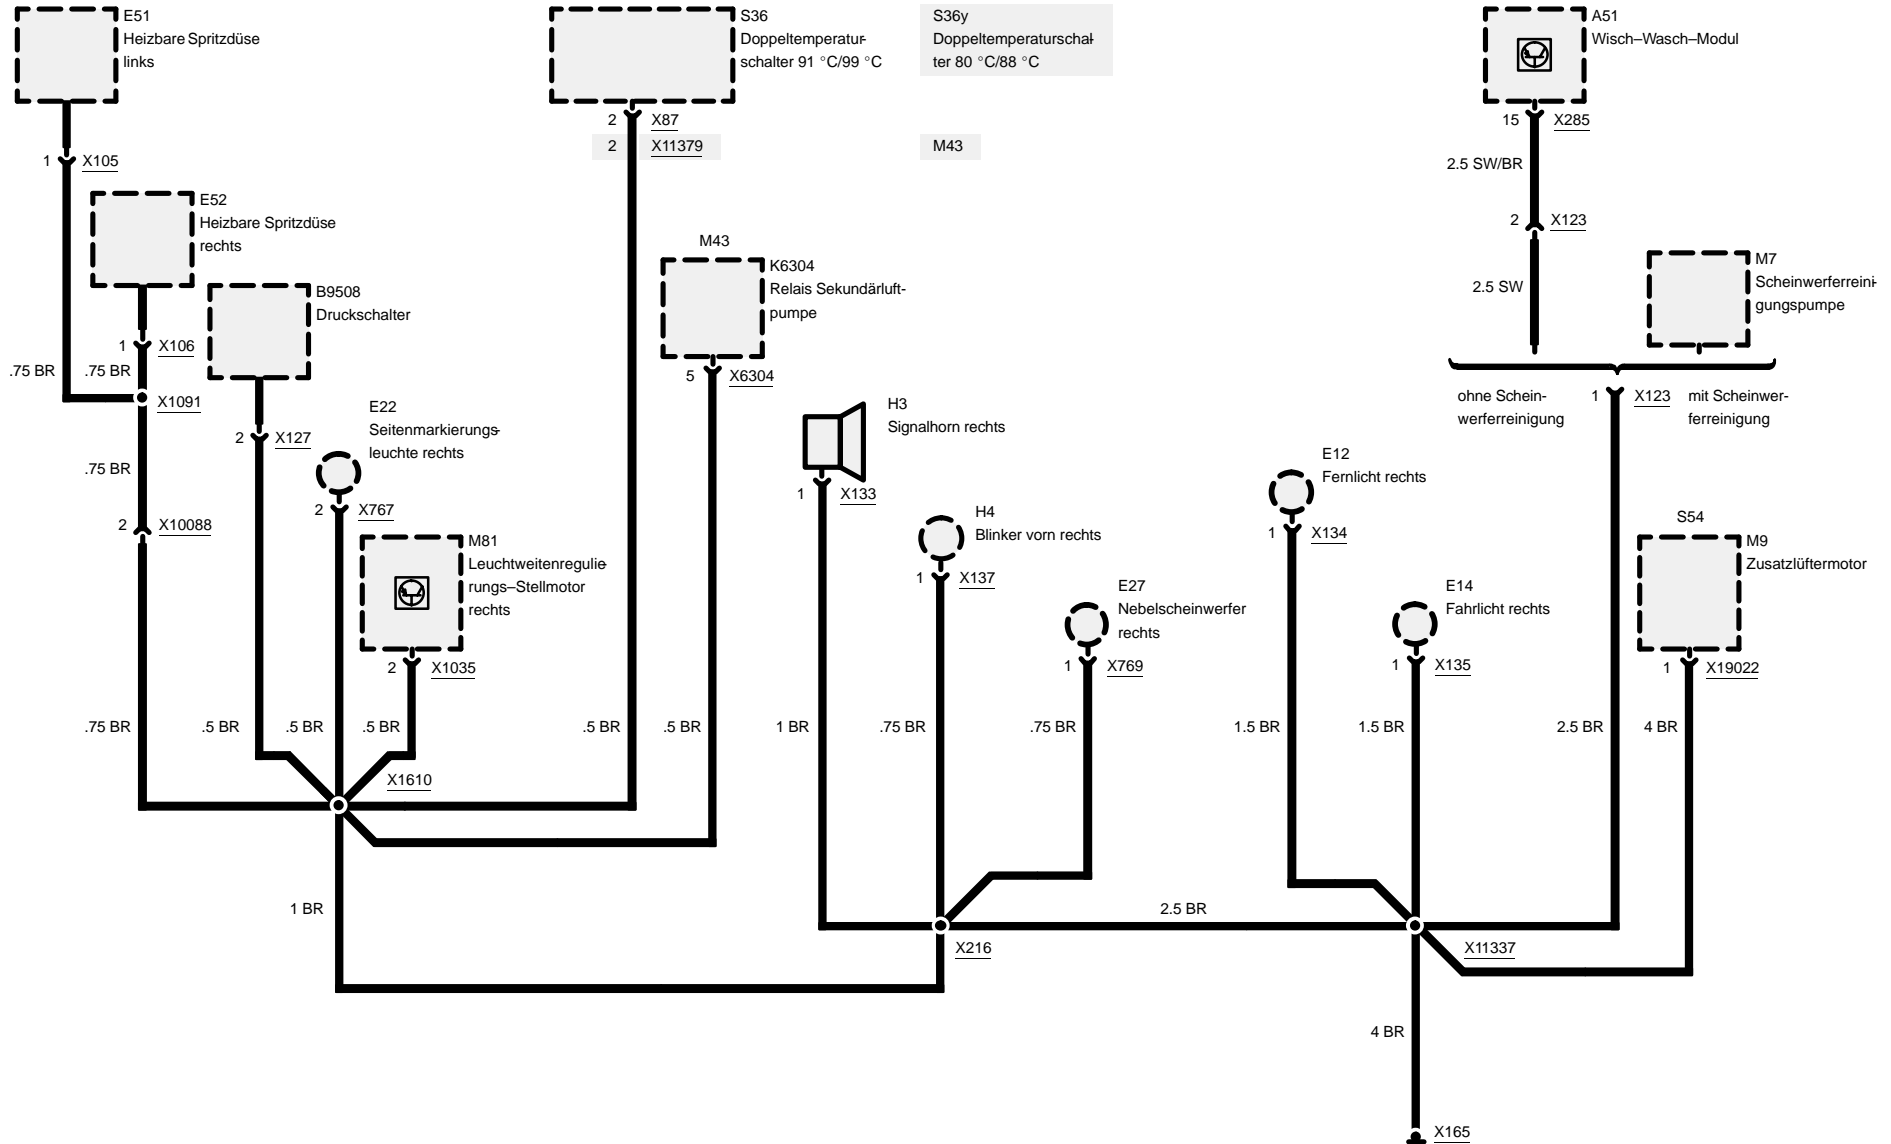 E51
Heizbare Spritzdüse
links
S36
Doppeltemperatur-
schalter 91 °C/99 °C
S36y
Doppeltemperaturschal-
ter 80 °C/88 °C
A51
Wisch–Wasch–Modul
2
X87
15
X285
2
X11379
M43
1
X105
2.5 SW/BR
E52
Heizbare Spritzdüse
rechts
2
X123
M43
K6304
Relais Sekundärluft-
pumpe
M7
Scheinwerferreini-
gungspumpe
B9508
Druckschalter
2.5 SW
1
X106
.75 BR
.75 BR
5
X6304
X1091
ohne Schein-
werferreinigung
1
X123
mit Scheinwer-
ferreinigung
E22
Seitenmarkierungs-
leuchte rechts
H3
Signalhorn rechts
2
X127
.75 BR
E12
Fernlicht rechts
1
X133
2
X767
2
X10088
H4
Blinker vorn rechts
1
X134
S54
M81
Leuchtweitenregulie-
rungs–Stellmotor
rechts
M9
Zusatzlüftermotor
1
X137
E27
Nebelscheinwerfer
rechts
E14
Fahrlicht rechts
2
X1035
1
X769
1
X135
1
X19022
.75 BR
.5 BR
.5 BR
.5 BR
.5 BR
.5 BR
1 BR
.75 BR
.75 BR
1.5 BR
1.5 BR
2.5 BR
4 BR
X1610
1 BR
2.5 BR
X216
X11337
4 BR
X165